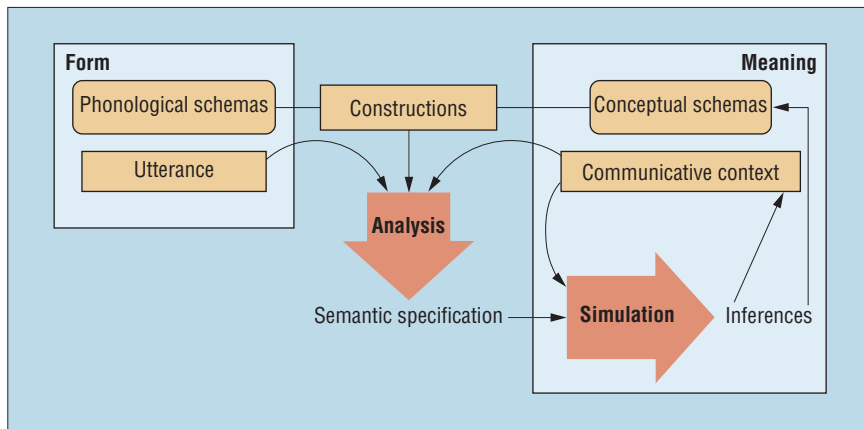 Form
Meaning
Phonological schemas
Constructions
Conceptual schemas
Utterance
Communicative context
Analysis
Semantic specification
Simulation
Inferences